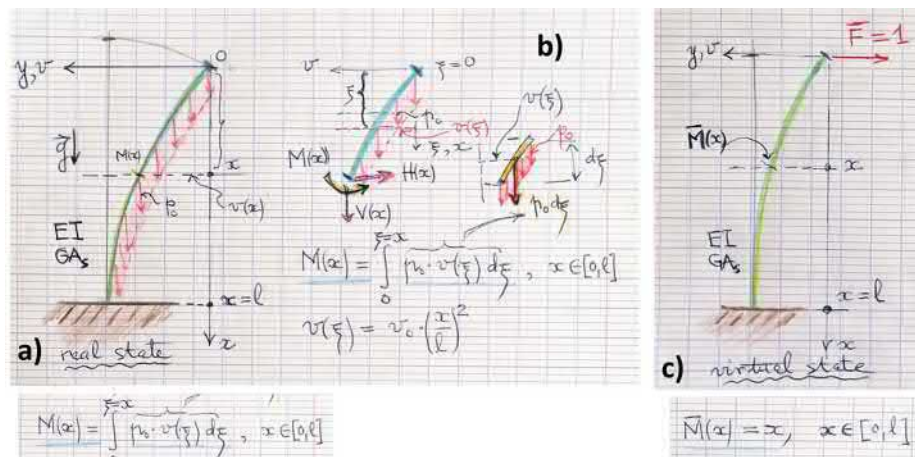 a)
y, v
O
g
M(x)
p₀
x
v(x)
EI
GAₛ
x=l
x
real state
b)
v
ξ=0
ξ
p₀
v(ξ)
ξ, x
M(x)
H(x)
V(x)
v(ξ)
p₀
dξ
p₀dξ
M(x) = ∫₀^{ξ=x} p₀·v(ξ) dξ, x∈[0,l]
v(ξ) = v₀·(x/l)²
c)
y, v
F̅=1
M̅(x)
x
EI
GAₛ
x=l
x
virtual state
M(x) = ∫₀^{ξ=x} p₀·v(ξ) dξ, x∈[0,l]
M̅(x) = x, x∈[0,l]